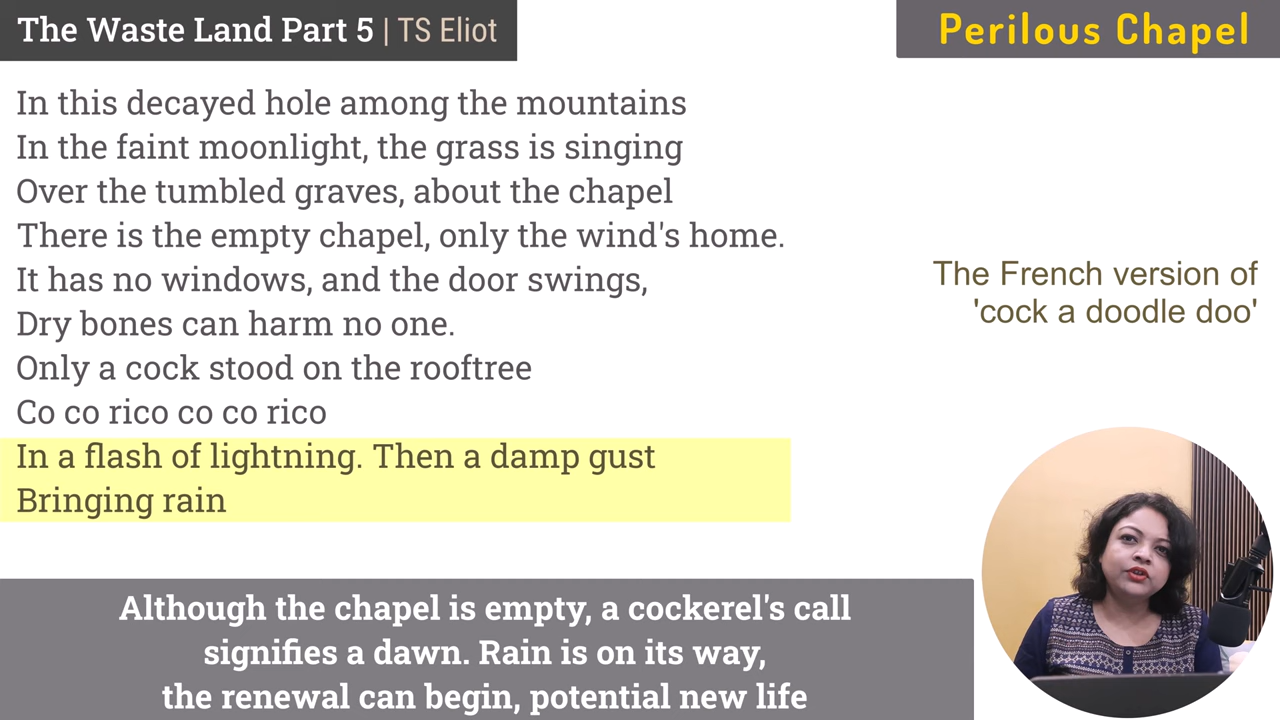 The Waste Land Part 5 | TS Eliot
Perilous Chapel
In this decayed hole among the mountains
In the faint moonlight, the grass is singing
Over the tumbled graves, about the chapel
There is the empty chapel, only the wind's home.
It has no windows, and the door swings,
Dry bones can harm no one.
Only a cock stood on the rooftree
Co co rico co co rico
In a flash of lightning. Then a damp gust
Bringing rain
The French version of
'cock a doodle doo'
Although the chapel is empty, a cockerel's call
signifies a dawn. Rain is on its way,
the renewal can begin, potential new life